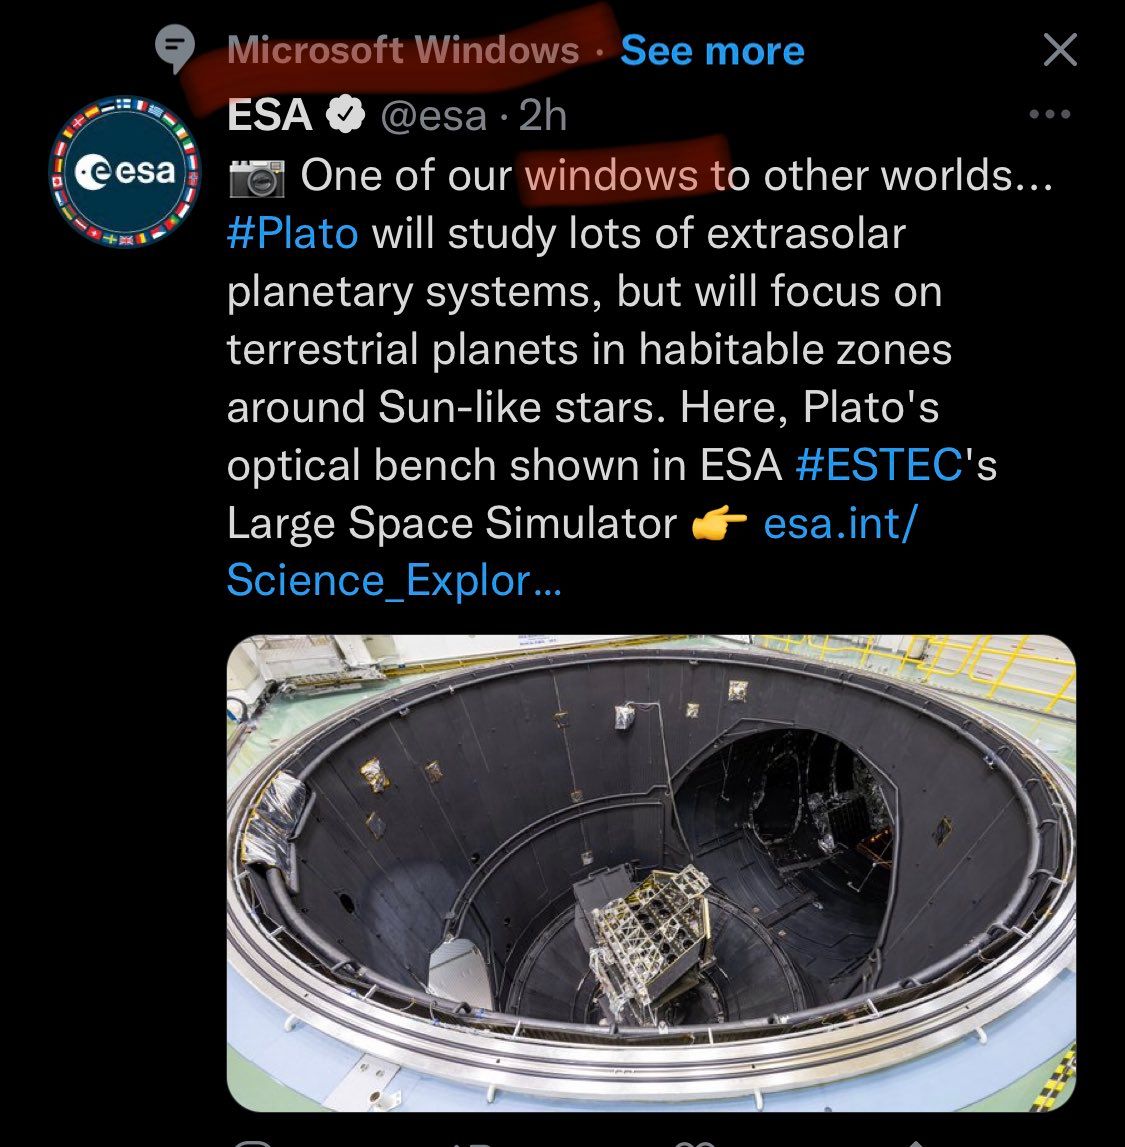 Microsoft Windows · See more
ESA @esa · 2h
esa
One of our windows to other worlds...
#Plato will study lots of extrasolar
planetary systems, but will focus on
terrestrial planets in habitable zones
around Sun-like stars. Here, Plato's
optical bench shown in ESA #ESTEC's
Large Space Simulator 👉 esa.int/
Science_Explor...